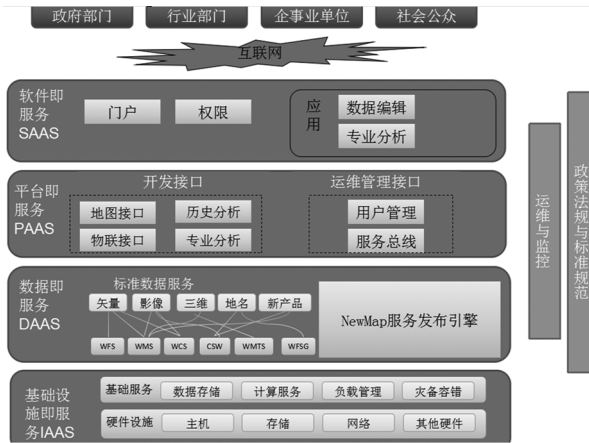 政府部门
行业部门
企事业单位
社会公众
互联网
软件即
服务
SAAS
门户
权限
应
用
数据编辑
专业分析
平台即
服务
PAAS
开发接口
地图接口
历史分析
物联接口
专业分析
运维管理接口
用户管理
服务总线
数据即
服务
DAAS
标准数据服务
矢量
影像
三维
地名
新产品
WFS
WMS
WCS
CSW
WMTS
WFSG
NewMap服务发布引擎
基础设
施即服
务IAAS
基础服务
数据存储
计算服务
负载管理
灾备容错
硬件设施
主机
存储
网络
其他硬件
运维与监控
政策法规与标准规范